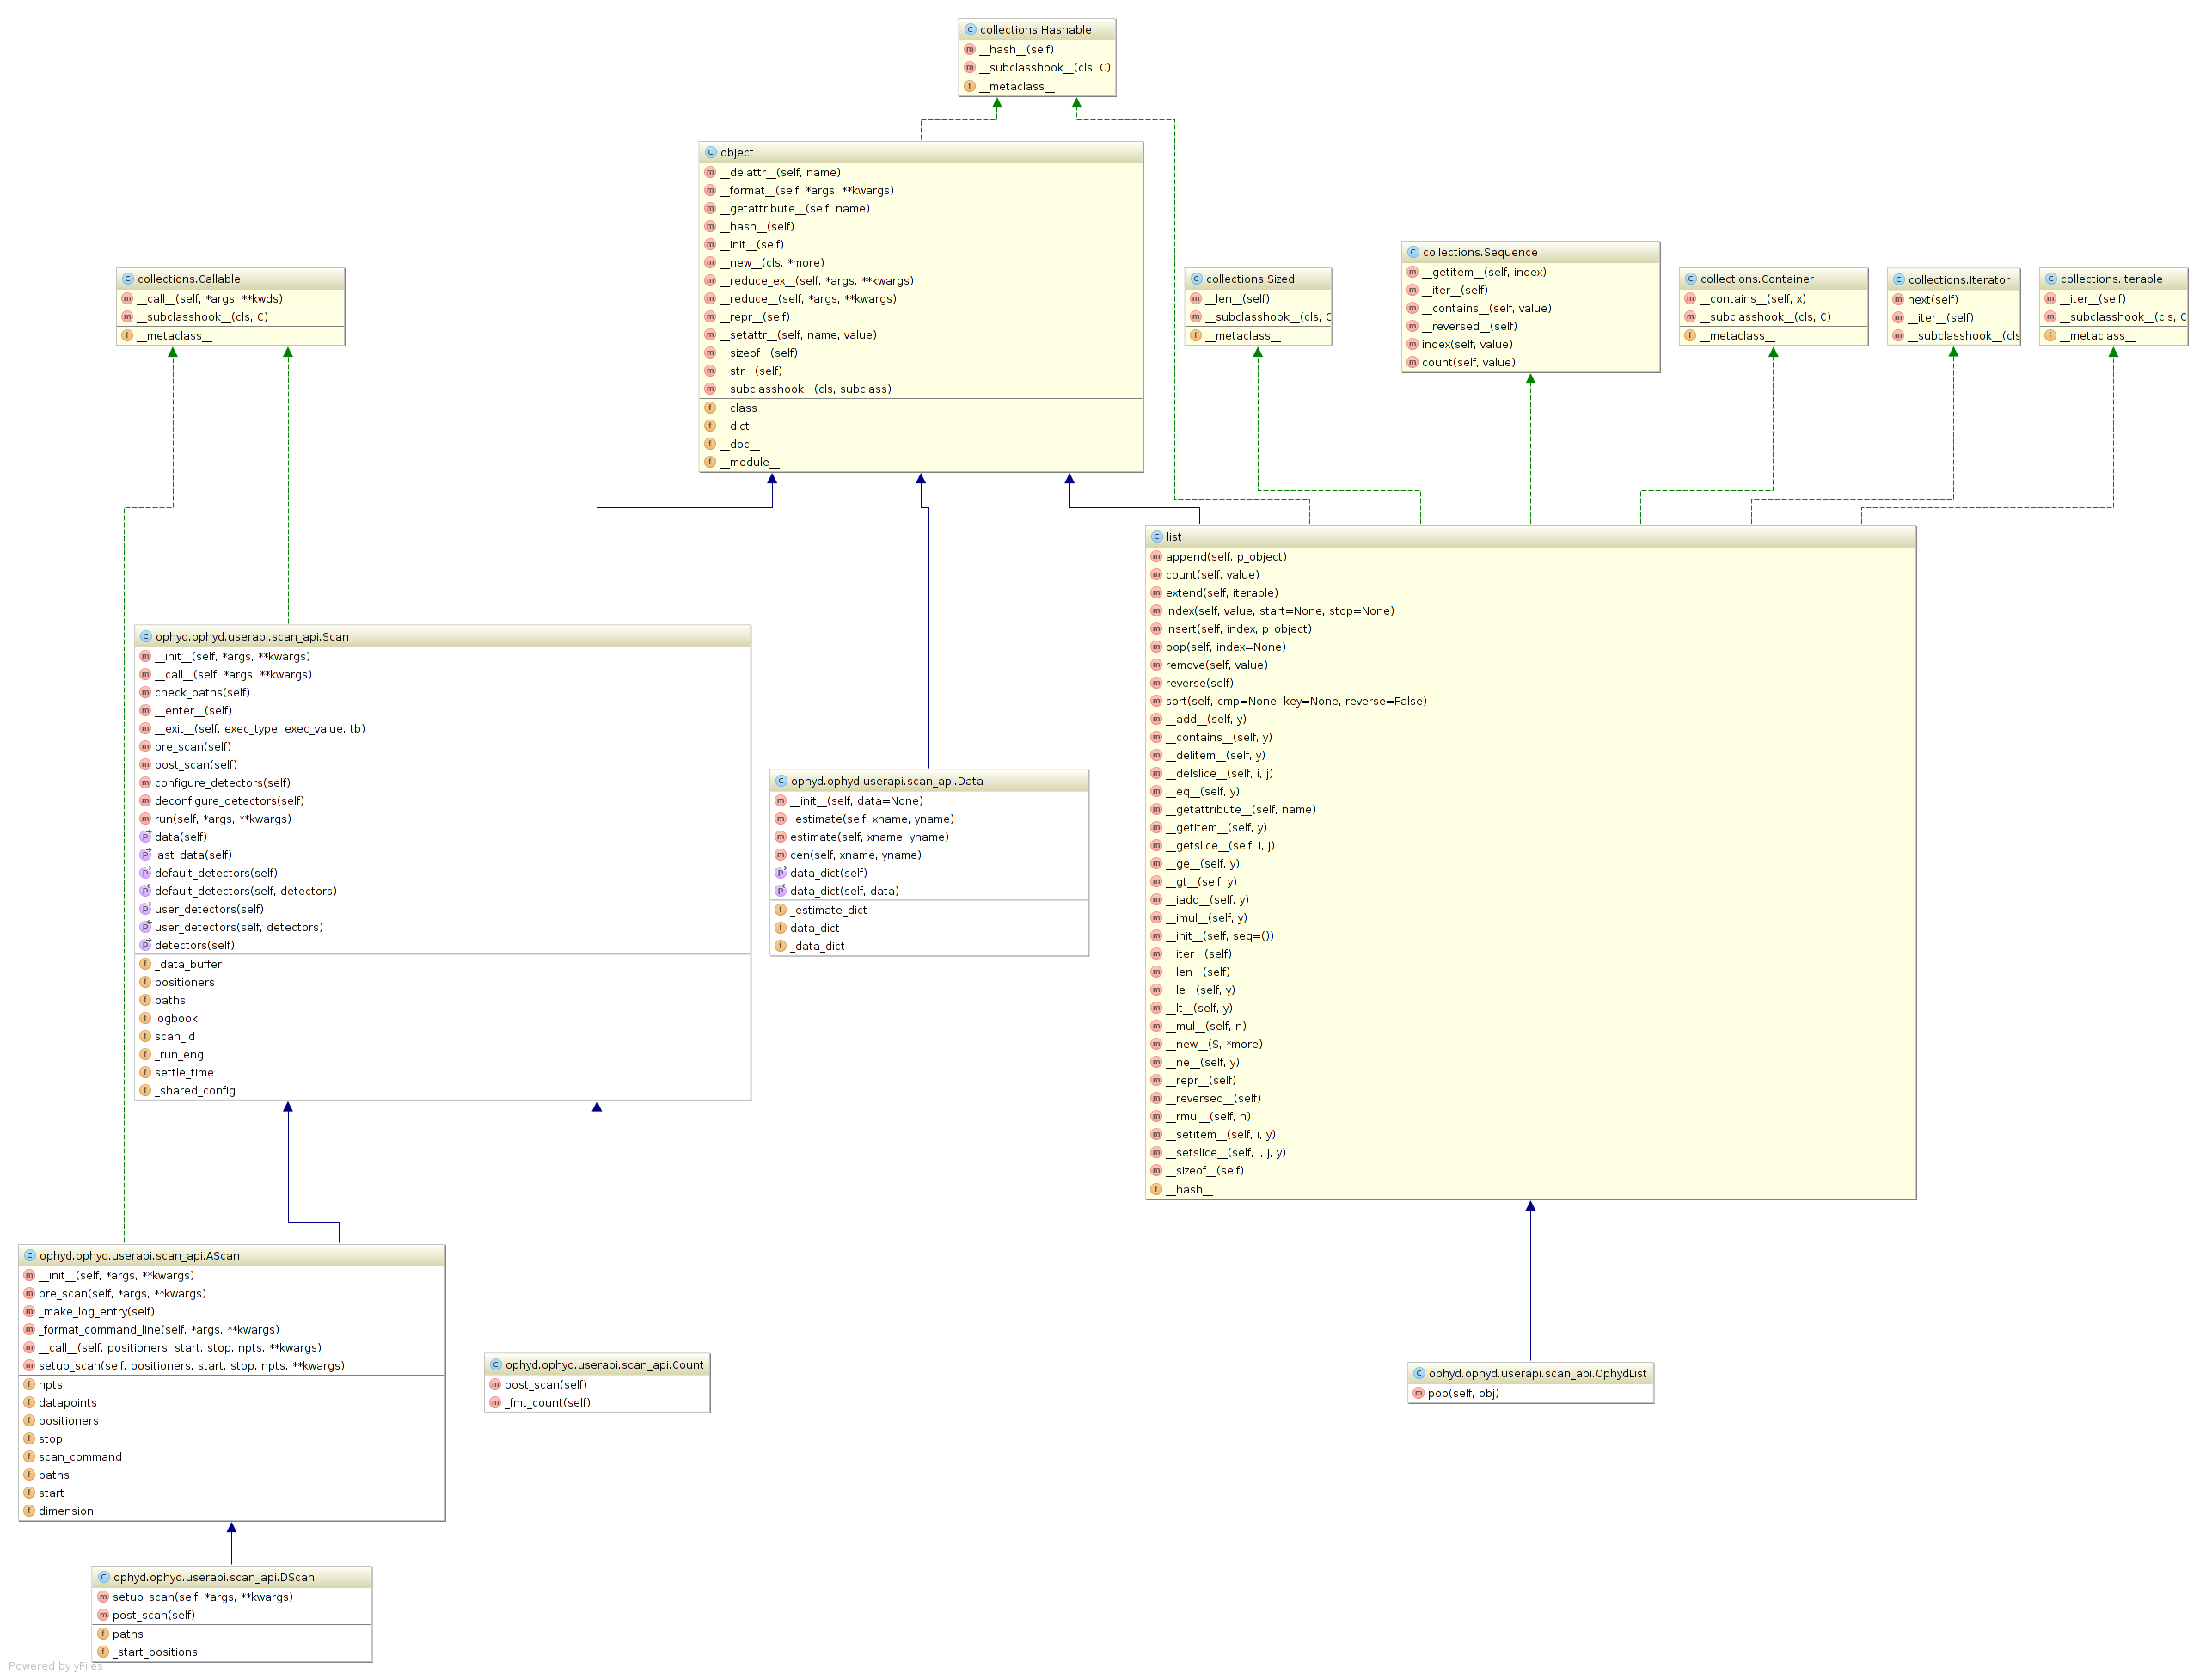 collections.Hashable
__hash__(self)
__subclasshook__(cls, C)
__metaclass__
object
__delattr__(self, name)
__format__(self, *args, **kwargs)
__getattribute__(self, name)
__hash__(self)
__init__(self)
__new__(cls, *more)
__reduce_ex__(self, *args, **kwargs)
__reduce__(self, *args, **kwargs)
__repr__(self)
__setattr__(self, name, value)
__sizeof__(self)
__str__(self)
__subclasshook__(cls, subclass)
__class__
__dict__
__doc__
__module__
collections.Callable
__call__(self, *args, **kwds)
__subclasshook__(cls, C)
__metaclass__
collections.Sized
__len__(self)
__subclasshook__(cls, C
__metaclass__
collections.Sequence
__getitem__(self, index)
__iter__(self)
__contains__(self, value)
__reversed__(self)
index(self, value)
count(self, value)
collections.Container
__contains__(self, x)
__subclasshook__(cls, C)
__metaclass__
collections.Iterator
next(self)
__iter__(self)
__subclasshook__(cls
collections.Iterable
__iter__(self)
__subclasshook__(cls, C
__metaclass__
list
append(self, p_object)
count(self, value)
extend(self, iterable)
index(self, value, start=None, stop=None)
insert(self, index, p_object)
pop(self, index=None)
remove(self, value)
reverse(self)
sort(self, cmp=None, key=None, reverse=False)
__add__(self, y)
__contains__(self, y)
__delitem__(self, y)
__delslice__(self, i, j)
__eq__(self, y)
__getattribute__(self, name)
__getitem__(self, y)
__getslice__(self, i, j)
__ge__(self, y)
__gt__(self, y)
__iadd__(self, y)
__imul__(self, y)
__init__(self, seq=())
__iter__(self)
__len__(self)
__le__(self, y)
__lt__(self, y)
__mul__(self, n)
__new__(S, *more)
__ne__(self, y)
__repr__(self)
__reversed__(self)
__rmul__(self, n)
__setitem__(self, i, y)
__setslice__(self, i, j, y)
__sizeof__(self)
__hash__
ophyd.ophyd.userapi.scan_api.Scan
__init__(self, *args, **kwargs)
__call__(self, *args, **kwargs)
check_paths(self)
__enter__(self)
__exit__(self, exec_type, exec_value, tb)
pre_scan(self)
post_scan(self)
configure_detectors(self)
deconfigure_detectors(self)
run(self, *args, **kwargs)
data(self)
last_data(self)
default_detectors(self)
default_detectors(self, detectors)
user_detectors(self)
user_detectors(self, detectors)
detectors(self)
_data_buffer
positioners
paths
logbook
scan_id
_run_eng
settle_time
_shared_config
ophyd.ophyd.userapi.scan_api.Data
__init__(self, data=None)
_estimate(self, xname, yname)
estimate(self, xname, yname)
cen(self, xname, yname)
data_dict(self)
data_dict(self, data)
_estimate_dict
data_dict
_data_dict
ophyd.ophyd.userapi.scan_api.AScan
__init__(self, *args, **kwargs)
pre_scan(self, *args, **kwargs)
_make_log_entry(self)
_format_command_line(self, *args, **kwargs)
__call__(self, positioners, start, stop, npts, **kwargs)
setup_scan(self, positioners, start, stop, npts, **kwargs)
npts
datapoints
positioners
stop
scan_command
paths
start
dimension
ophyd.ophyd.userapi.scan_api.Count
post_scan(self)
_fmt_count(self)
ophyd.ophyd.userapi.scan_api.OphydList
pop(self, obj)
ophyd.ophyd.userapi.scan_api.DScan
setup_scan(self, *args, **kwargs)
post_scan(self)
paths
_start_positions
Powered by yFiles